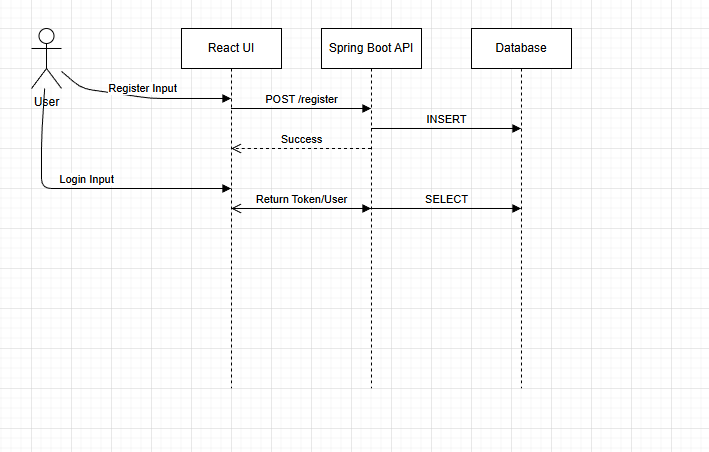 React UI
Spring Boot API
Database
User
Register Input
POST /register
INSERT
Success
Login Input
Return Token/User
SELECT